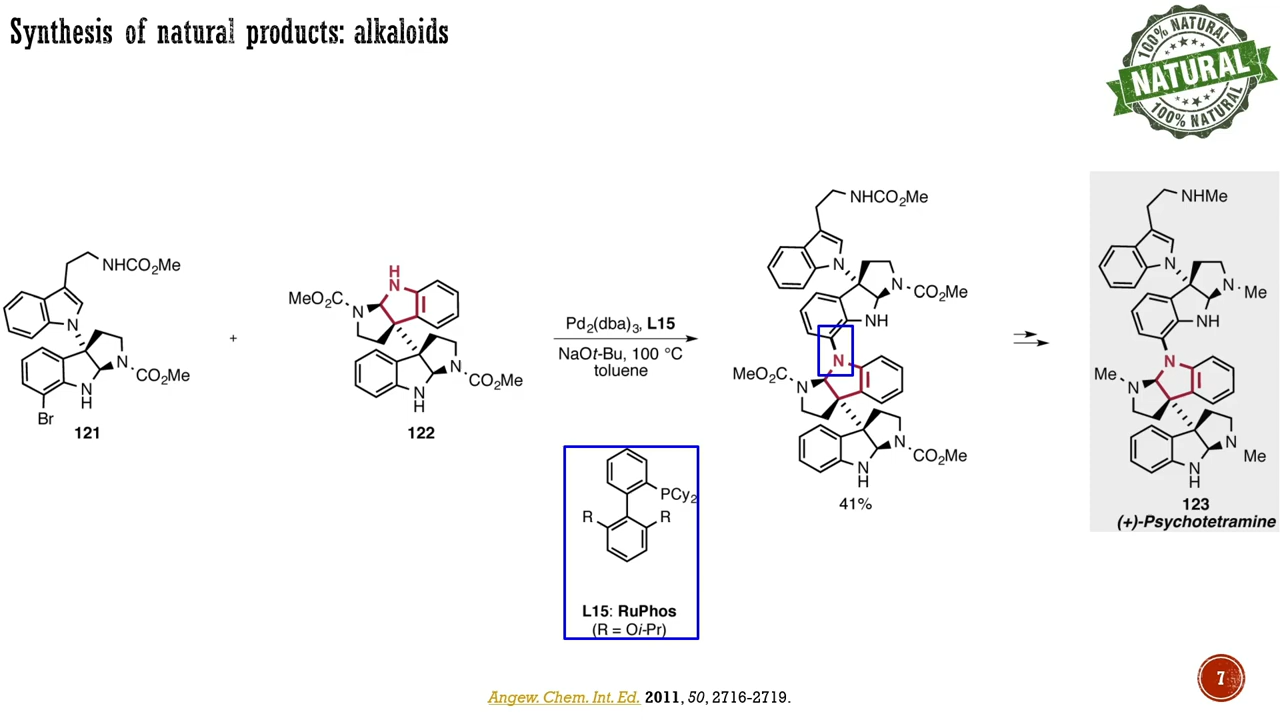 Synthesis of natural products: alkaloids
100% NATURAL
NATURAL
100% NATURAL
NHCO₂Me
N
N
CO₂Me
N
H
Br
121
+
H
N
MeO₂C
N
N
CO₂Me
N
H
122
Pd₂(dba)₃, L15
NaOt-Bu, 100 °C
toluene
PCy₂
R
R
L15: RuPhos
(R = Oi-Pr)
NHCO₂Me
N
N
CO₂Me
NH
N
MeO₂C
N
N
CO₂Me
N
H
41%
NHMe
N
N
Me
NH
N
Me
N
N
Me
N
H
123
(+)-Psychotetramine
Angew. Chem. Int. Ed. 2011, 50, 2716-2719.
7